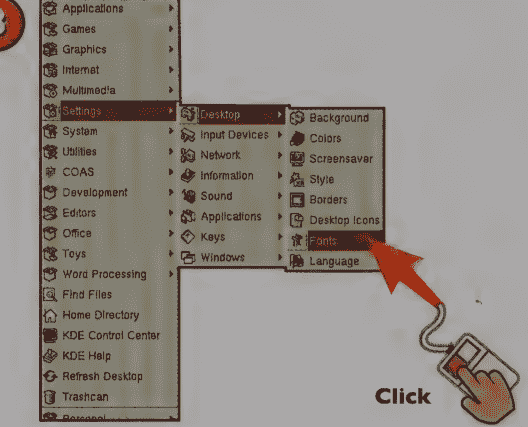 Applications
Games
Graphics
Internet
Multimedia
Settings
System
Utilities
COAS
Development
Editors
Office
Toys
Word Processing
Find Files
Home Directory
KDE Control Center
KDE Help
Refresh Desktop
Trashcan
Personal
Desktop
Input Devices
Network
Information
Sound
Applications
Keys
Windows
Background
Colors
Screensaver
Style
Borders
Desktop Icons
Fonts
Language
Click